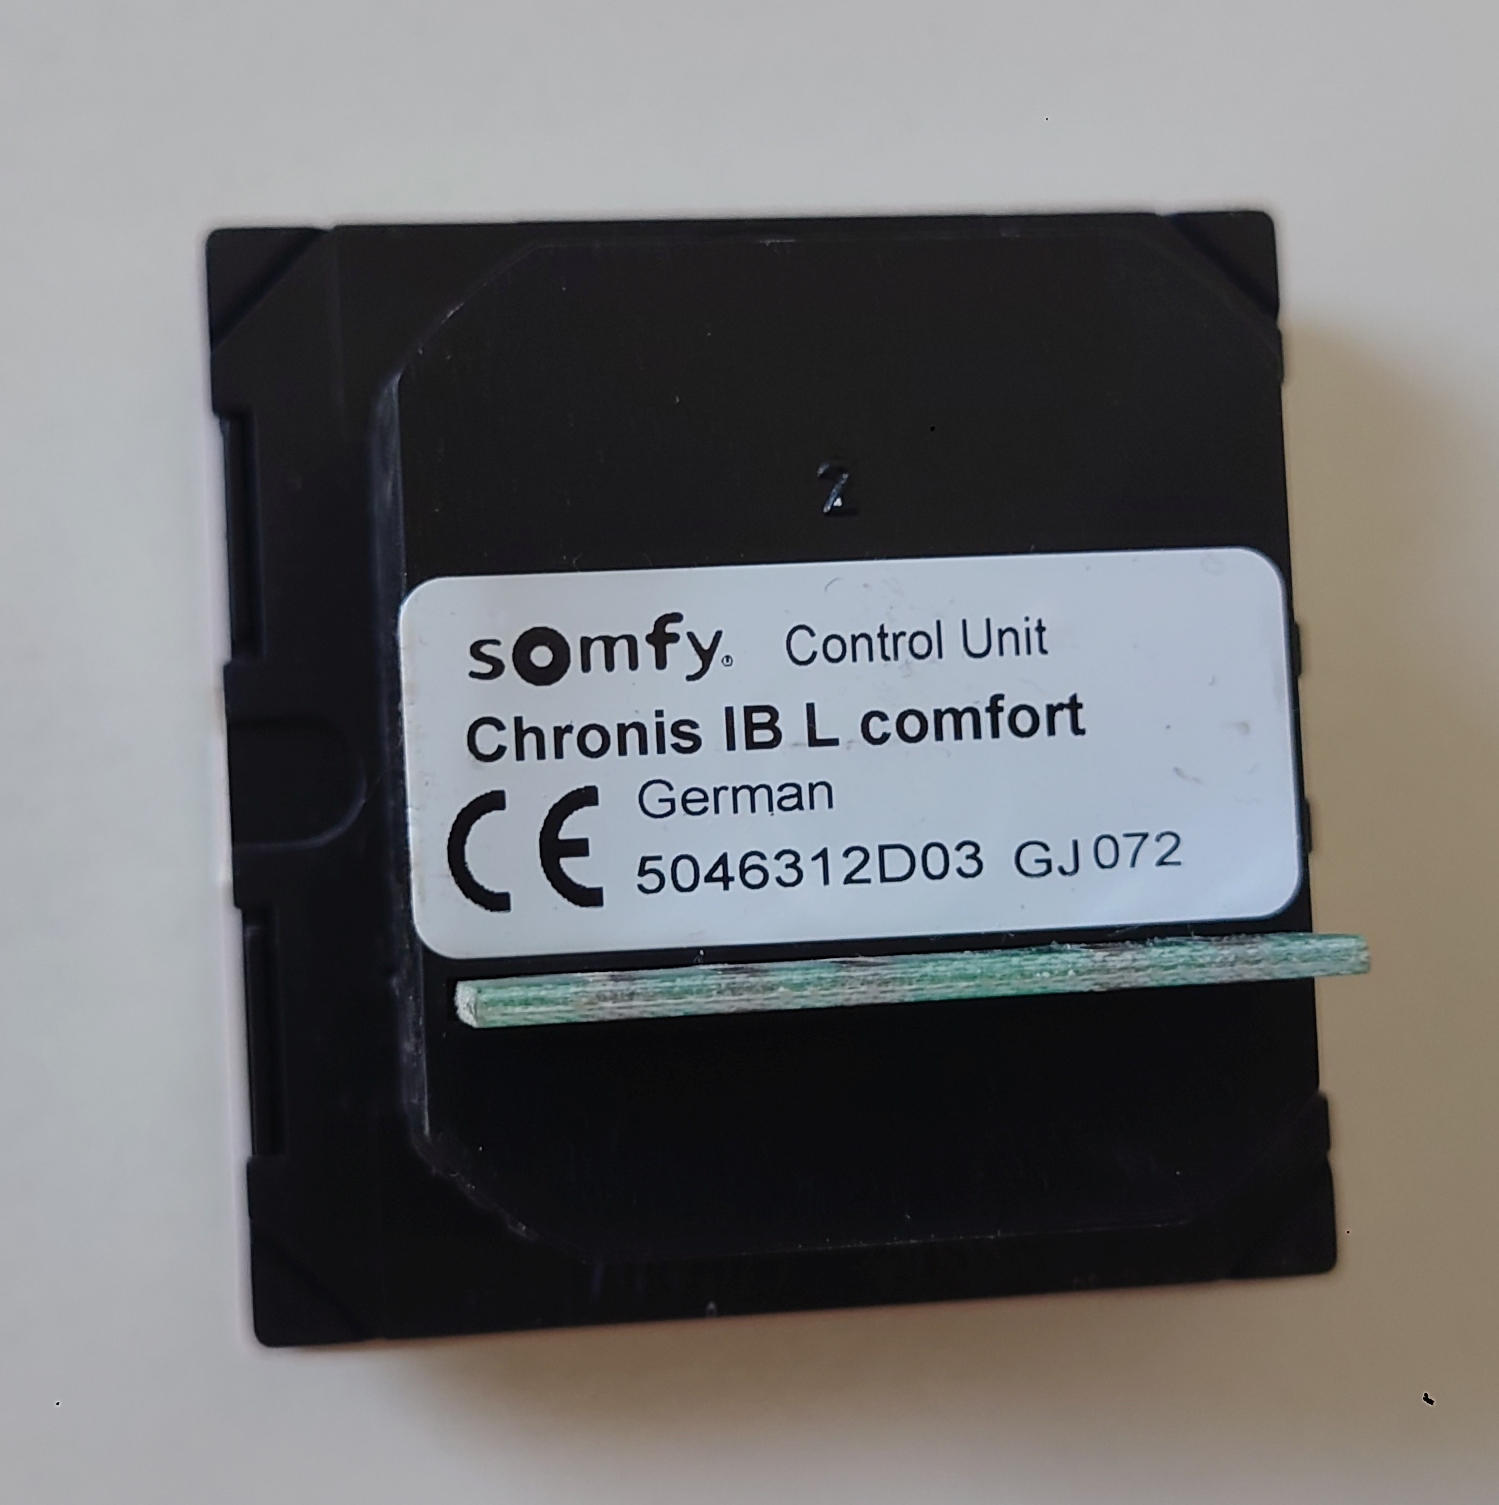 2
somfy® Control Unit
Chronis IB L comfort
CE German
5046312D03 GJ072